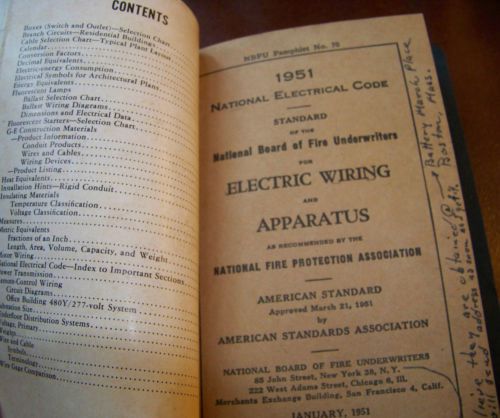 CONTENTS
Boxes (Switch and Outlet)—Selection Chart
Branch Circuits—Residential Buildings
Cable Selection Chart—Typical Plant Layout
Calendar
Conversion Factors
Decimal Equivalents
Electric-energy Consumption
Electrical Symbols for Architectural Plans
Energy Equivalents
Fluorescent Lamps
Ballast Selection Chart
Ballast Wiring Diagrams
Dimensions and Electrical Data
Fluorescent Starters—Selection Chart
G-E Construction Materials
—Product Information
Conduit Products
Wires and Cables
Wiring Devices
—Product Listing
Heat Equivalents
Installation Hints—Rigid Conduit
Insulating Materials
Temperature Classification
Voltage Classification
Measures
Metric Equivalents
Fractions of an Inch
Length, Area, Volume, Capacity, and Weight
Motor Wiring
National Electrical Code—Index to Important Sections
Power Transmission
Remote-Control Wiring
Circuit Diagrams
Office Building 480Y/277-volt System
Underfloor Distribution Systems
Voltage, Primary
Weights
Wire and Cable
Symbols
Terminology
Wire Gage Comparison
NBFU Pamphlet No. 70
1951
NATIONAL ELECTRICAL CODE
STANDARD
OF THE
National Board of Fire Underwriters
FOR
ELECTRIC WIRING
AND
APPARATUS
AS RECOMMENDED BY THE
NATIONAL FIRE PROTECTION ASSOCIATION
AMERICAN STANDARD
Approved March 21, 1951
by
AMERICAN STANDARDS ASSOCIATION
NATIONAL BOARD OF FIRE UNDERWRITERS
85 John Street, New York 38, N. Y.
222 West Adams Street, Chicago 6, Ill.
Merchants Exchange Building, San Francisco 4, Calif.
JANUARY, 1951
Battery March Place
Boston, Mass.
they are obtained @
address